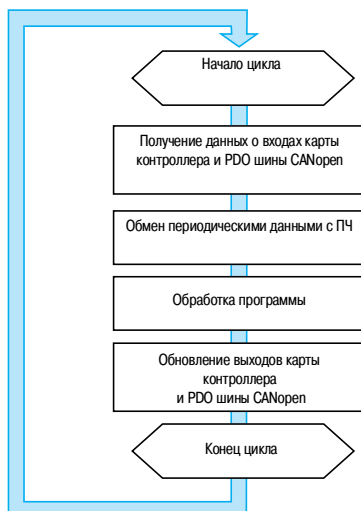 Начало цикла
Получение данных о входах карты
контроллера и PDO шины CANopen
Обмен периодическими данными с ПЧ
Обработка программы
Обновление выходов карты
контроллера
и PDO шины CANopen
Конец цикла